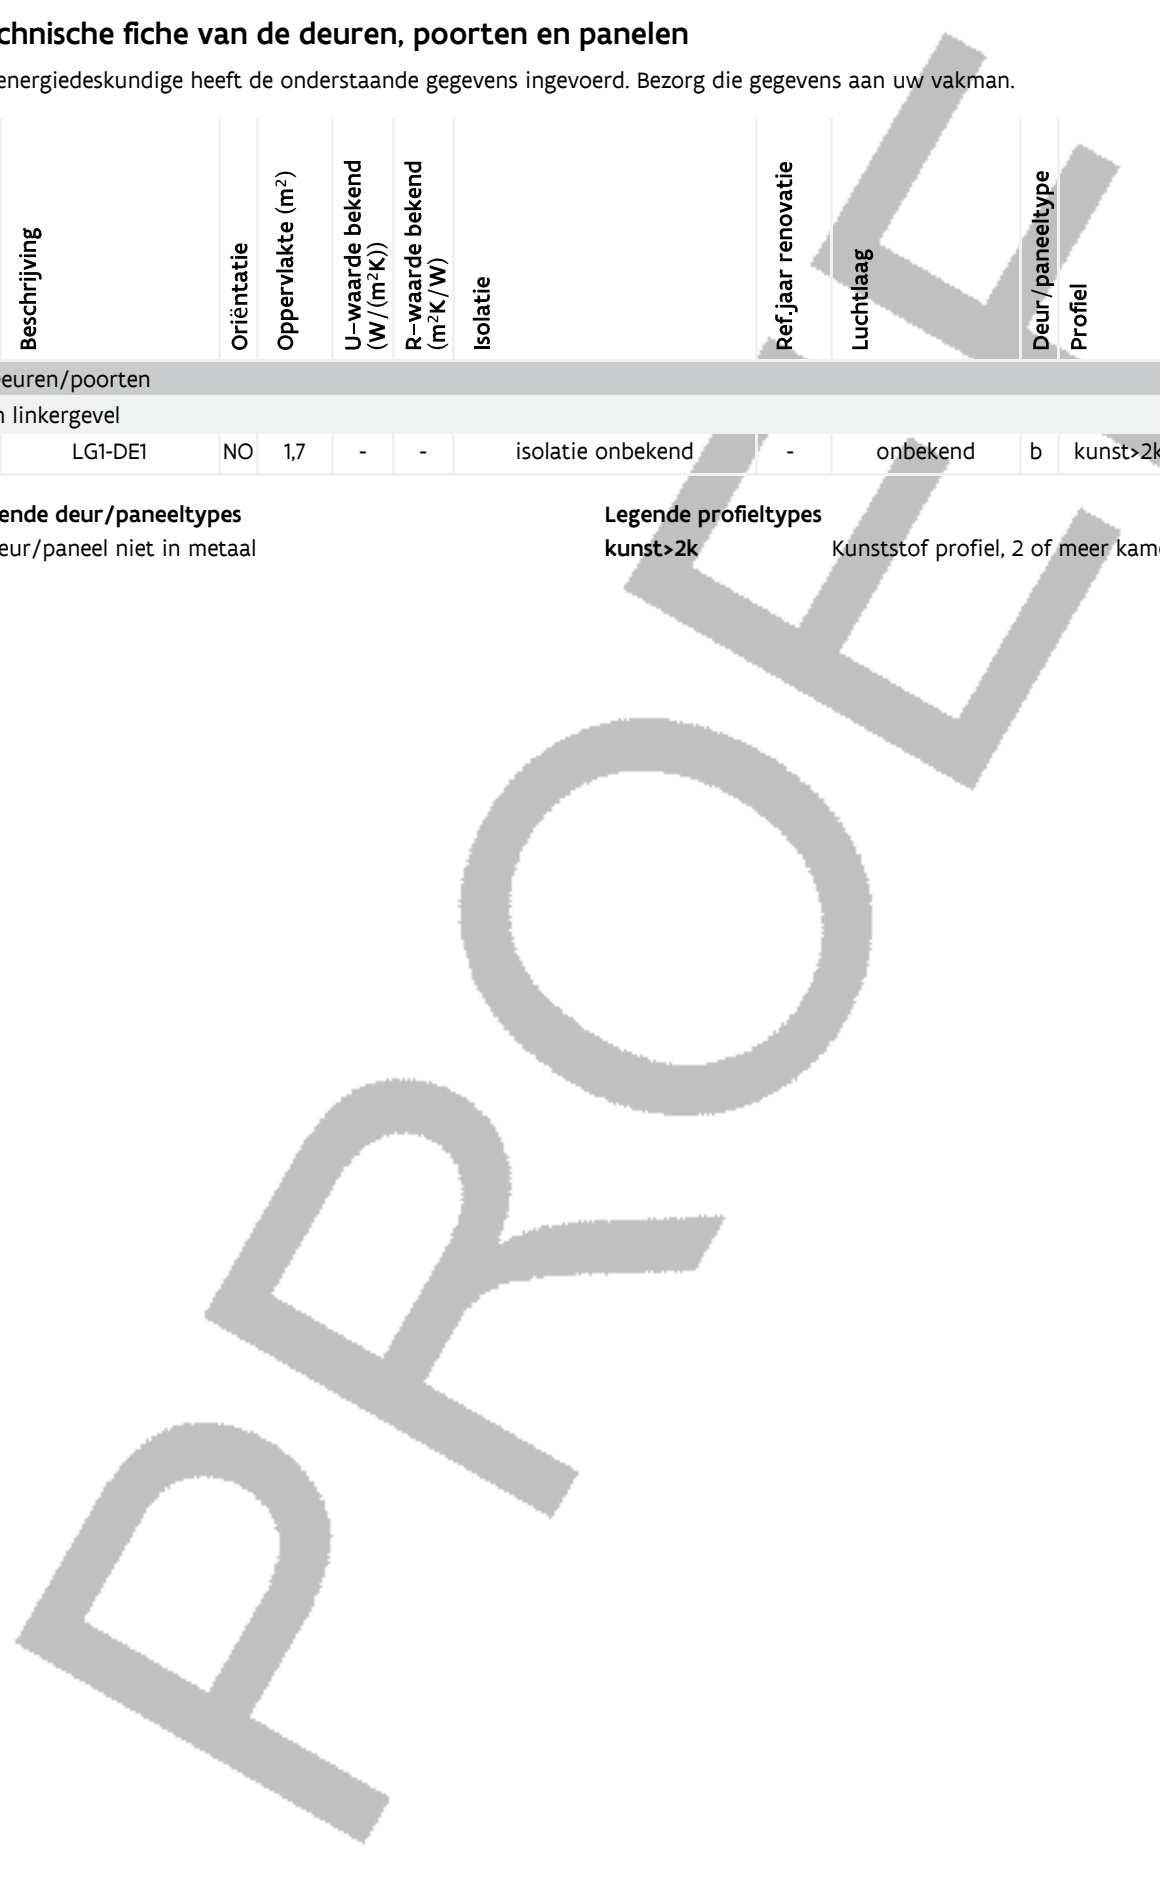 chnische fiche van de deuren, poorten en panelen
energiedeskundige heeft de onderstaande gegevens ingevoerd. Bezorg die gegevens aan uw vakman.
Beschrijving
Oriëntatie
Oppervlakte (m²)
U-waarde bekend (W/(m²K))
R-waarde bekend (m²K/W)
Isolatie
Ref.jaar renovatie
Luchtlaag
Deur/paneeltype
Profiel
euren/poorten
n linkergevel
LG1-DE1 NO 1,7 - - isolatie onbekend - onbekend b kunst>2k
ende deur/paneeltypes
eur/paneel niet in metaal
Legende profieltypes
kunst>2k Kunststof profiel, 2 of meer kame
PROE